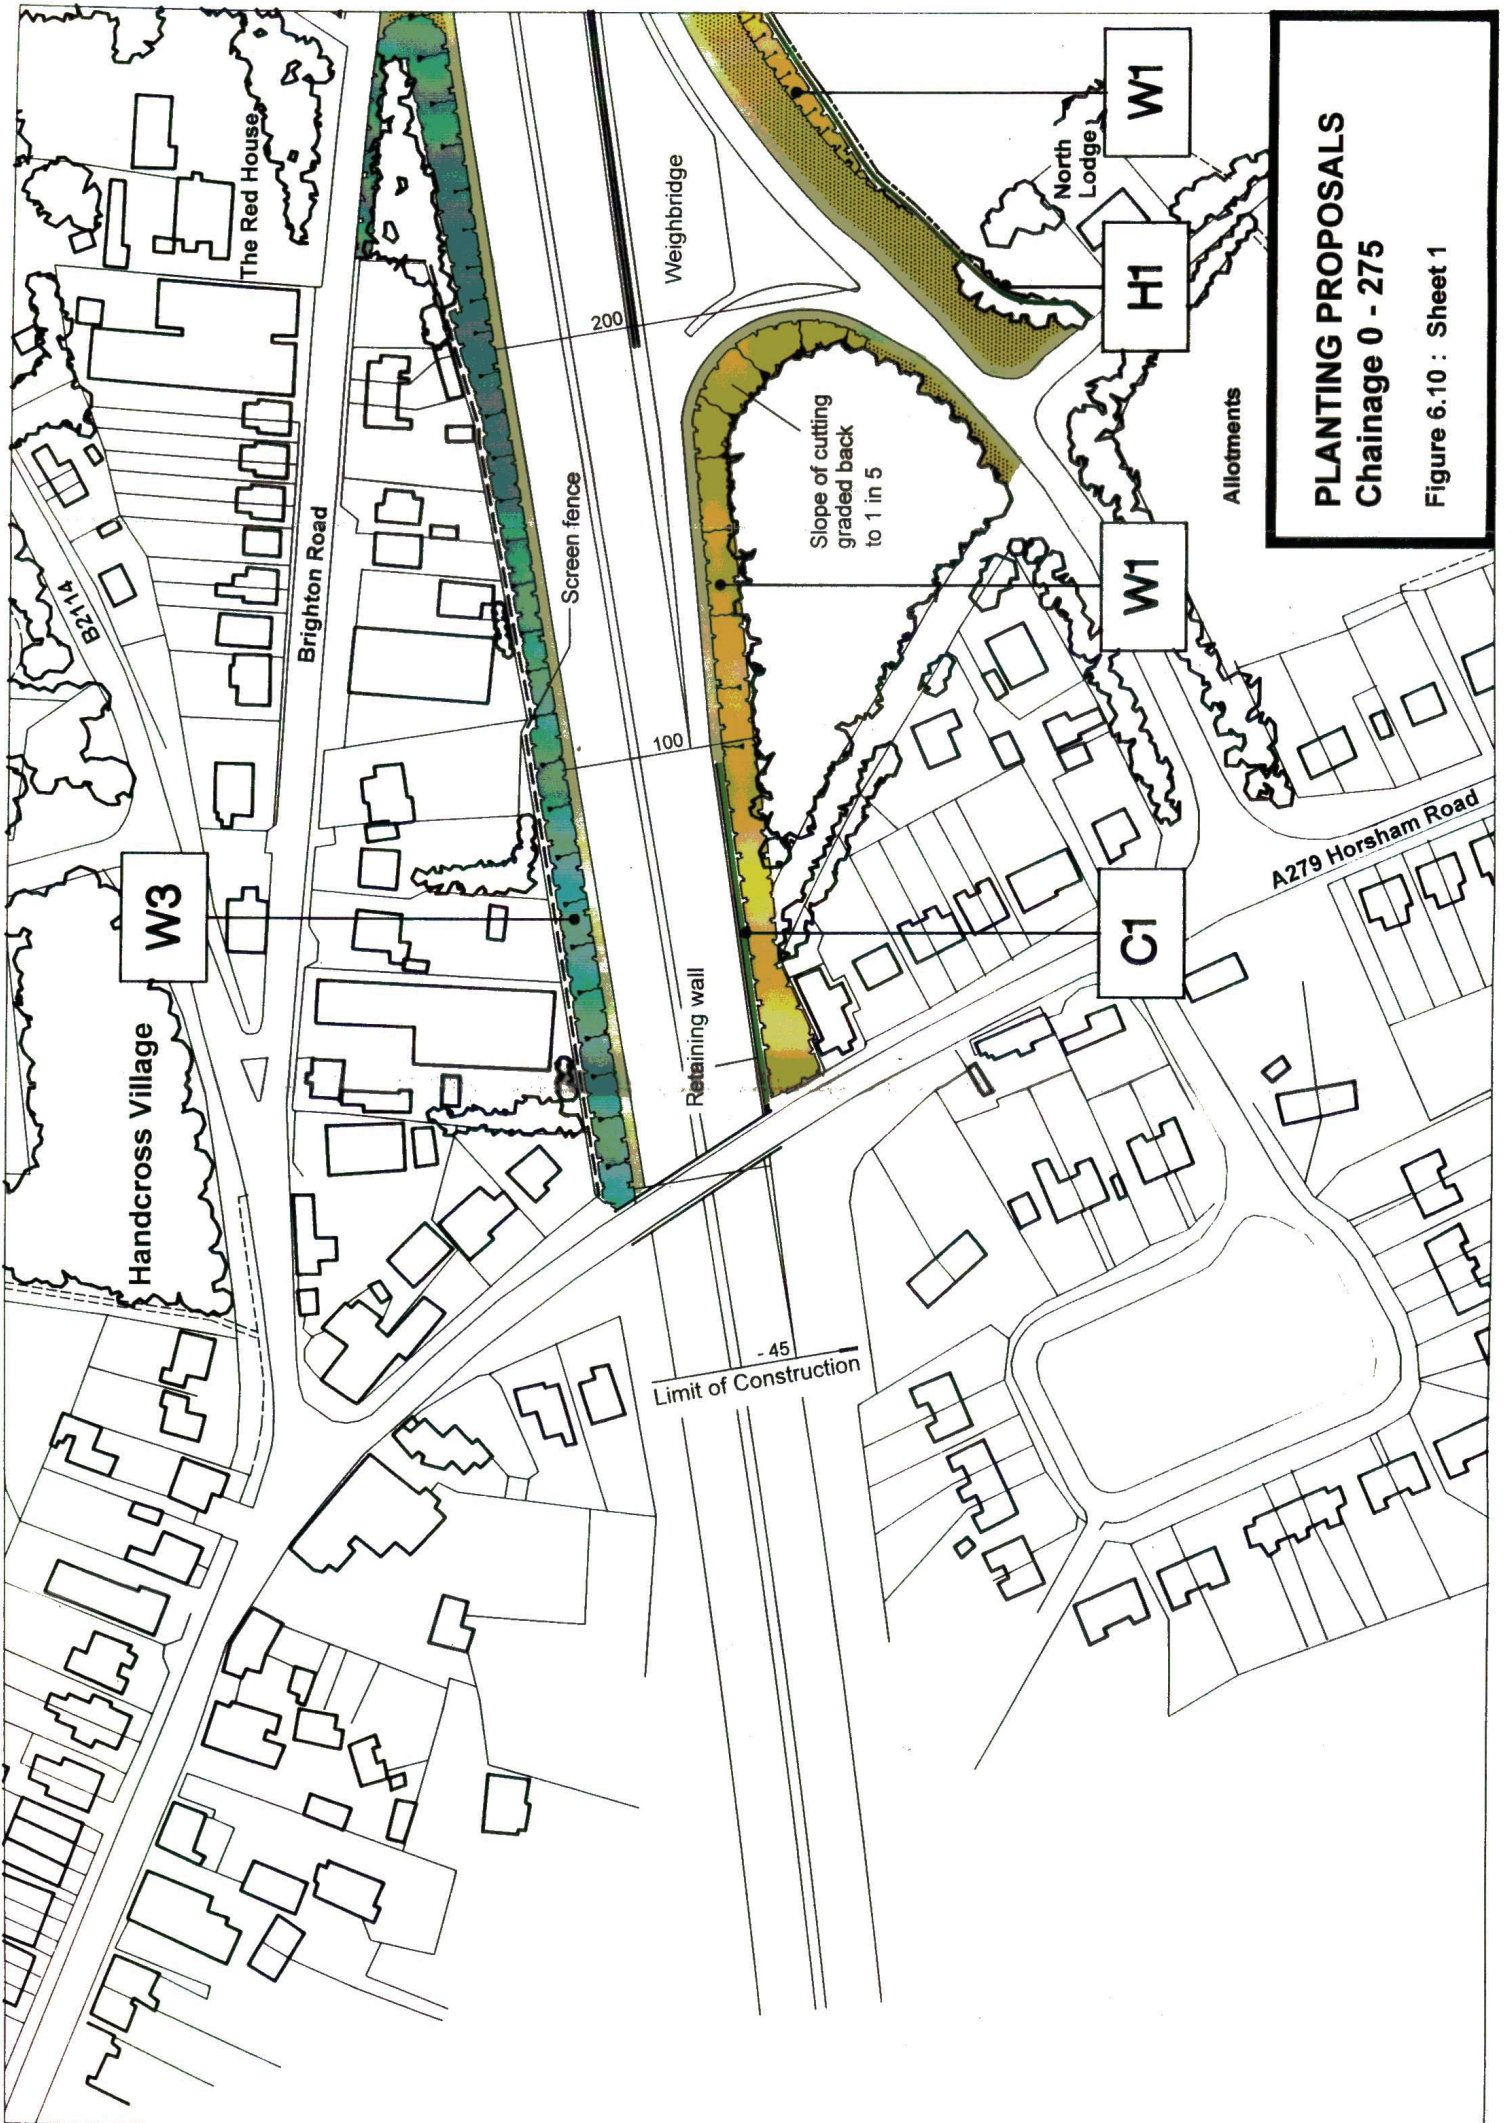 Handcross Village
W3
B2114
Brighton Road
The Red House
Screen fence
Weighbridge
200
100
Retaining wall
- 45
Limit of Construction
Slope of cutting
graded back
to 1 in 5
C1
W1
H1
W1
North
Lodge
Allotments
A279 Horsham Road
PLANTING PROPOSALS
Chainage 0 - 275
Figure 6.10 : Sheet 1